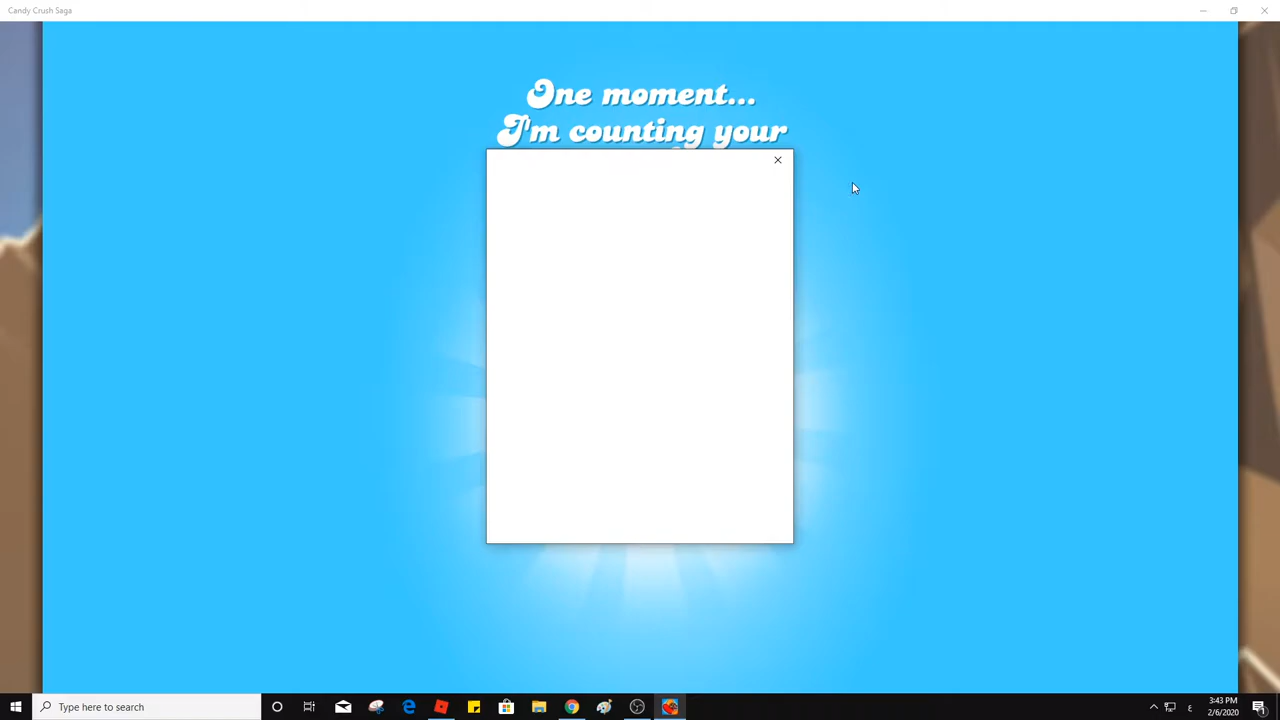 Candy Crush Saga
One moment...
I'm counting your
Type here to search
ع
3:43 PM
2/6/2020